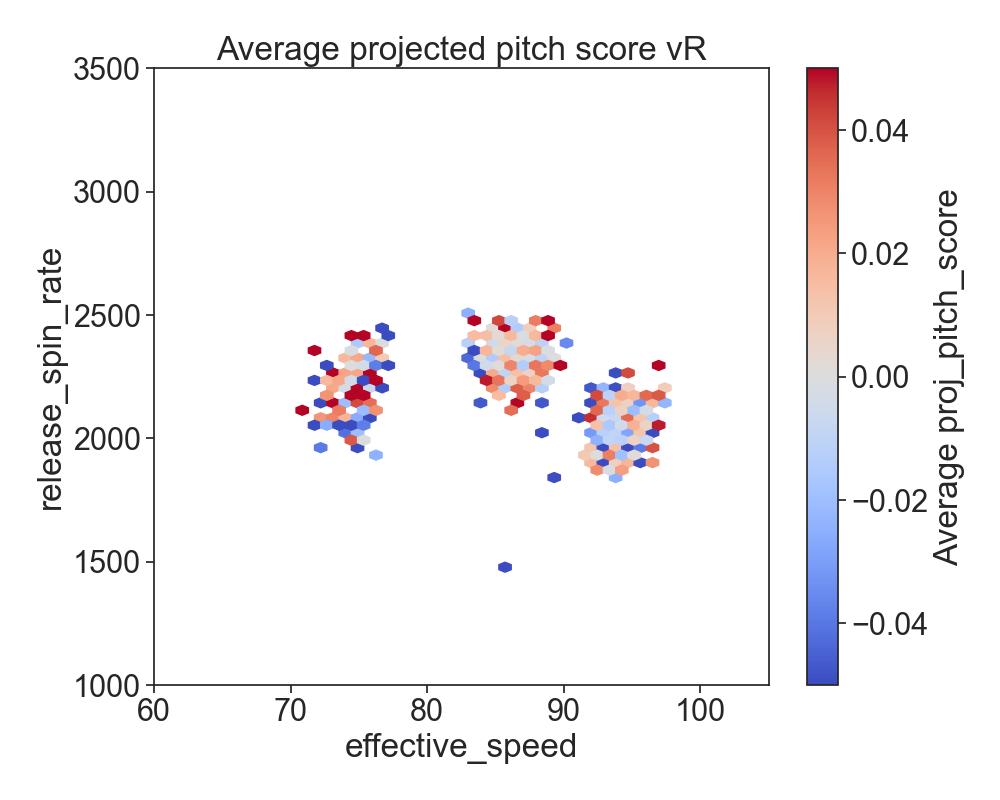 Average projected pitch score vR
3500
3000
2500
2000
1500
1000
release_spin_rate
60 70 80 90 100
effective_speed
0.04
0.02
0.00
−0.02
−0.04
Average proj_pitch_score